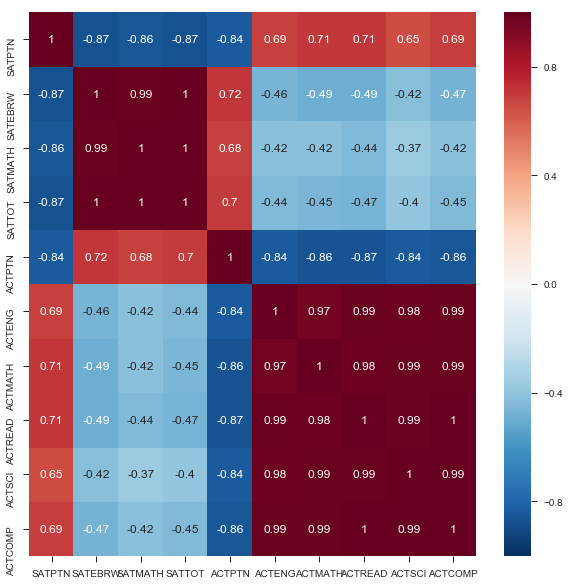 SATPTN 1 -0.87 -0.86 -0.87 -0.84 0.69 0.71 0.71 0.65 0.69
SATEBRW -0.87 1 0.99 1 0.72 -0.46 -0.49 -0.49 -0.42 -0.47
SATMATH -0.86 0.99 1 1 0.68 -0.42 -0.42 -0.44 -0.37 -0.42
SATTOT -0.87 1 1 1 0.7 -0.44 -0.45 -0.47 -0.4 -0.45
ACTPTN -0.84 0.72 0.68 0.7 1 -0.84 -0.86 -0.87 -0.84 -0.86
ACTENG 0.69 -0.46 -0.42 -0.44 -0.84 1 0.97 0.99 0.98 0.99
ACTMATH 0.71 -0.49 -0.42 -0.45 -0.86 0.97 1 0.98 0.99 0.99
ACTREAD 0.71 -0.49 -0.44 -0.47 -0.87 0.99 0.98 1 0.99 1
ACTSCI 0.65 -0.42 -0.37 -0.4 -0.84 0.98 0.99 0.99 1 0.99
ACTCOMP 0.69 -0.47 -0.42 -0.45 -0.86 0.99 0.99 1 0.99 1
SATPTN SATEBRW SATMATH SATTOT ACTPTN ACTENG ACTMATH ACTREAD ACTSCI ACTCOMP
0.8
0.4
0.0
−0.4
−0.8